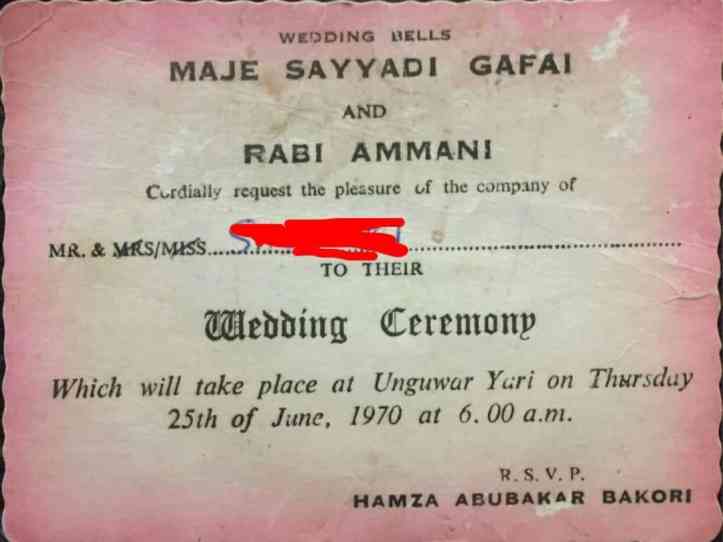 WEDDING BELLS
MAJE SAYYADI GAFAI
AND
RABI AMMANI
Cordially request the pleasure of the company of
MR. & MRS/MISS
TO THEIR
Wedding Ceremony
Which will take place at Unguwar Yari on Thursday
25th of June, 1970 at 6.00 a.m.
R. S. V. P.
HAMZA ABUBAKAR BAKORI